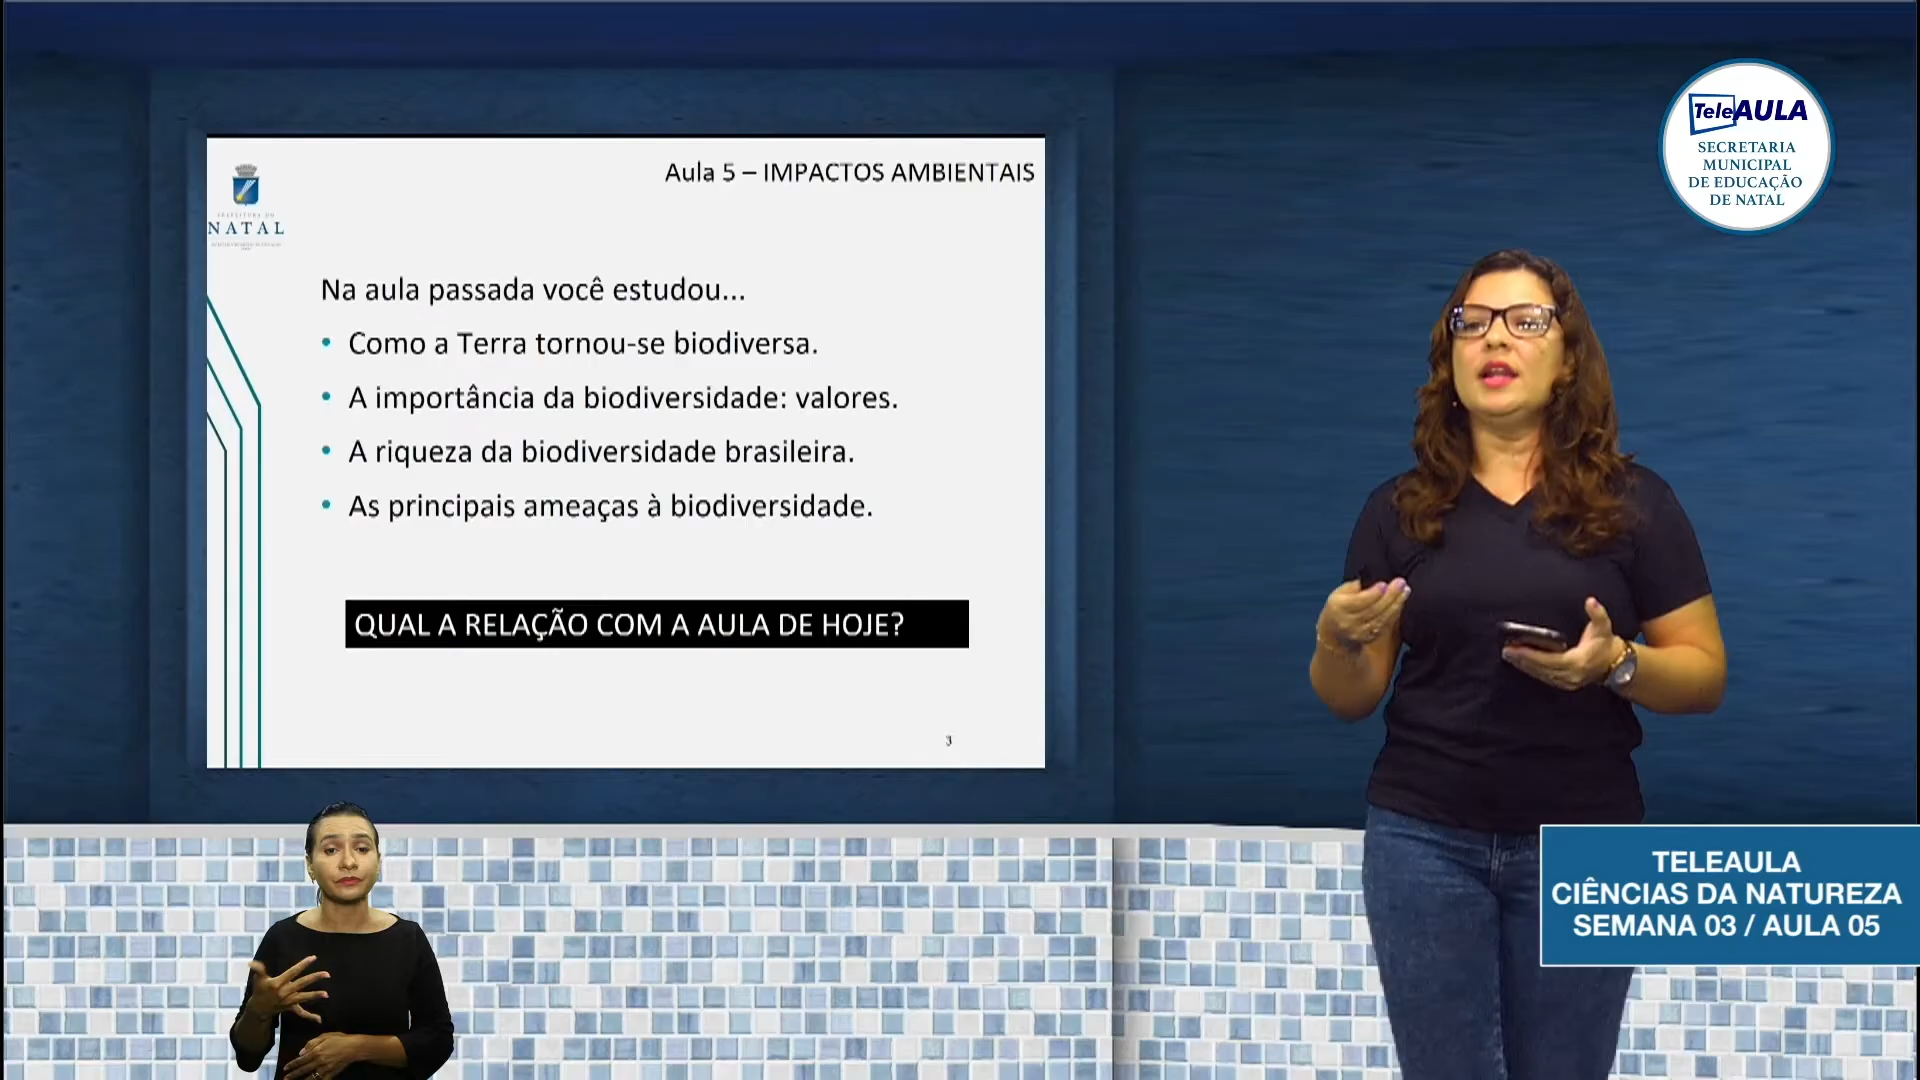 Aula 5 – IMPACTOS AMBIENTAIS
NATAL
Na aula passada você estudou...
• Como a Terra tornou-se biodiversa.
• A importância da biodiversidade: valores.
• A riqueza da biodiversidade brasileira.
• As principais ameaças à biodiversidade.
QUAL A RELAÇÃO COM A AULA DE HOJE?
3
TeleAULA
SECRETARIA
MUNICIPAL
DE EDUCAÇÃO
DE NATAL
TELEAULA
CIÊNCIAS DA NATUREZA
SEMANA 03 / AULA 05